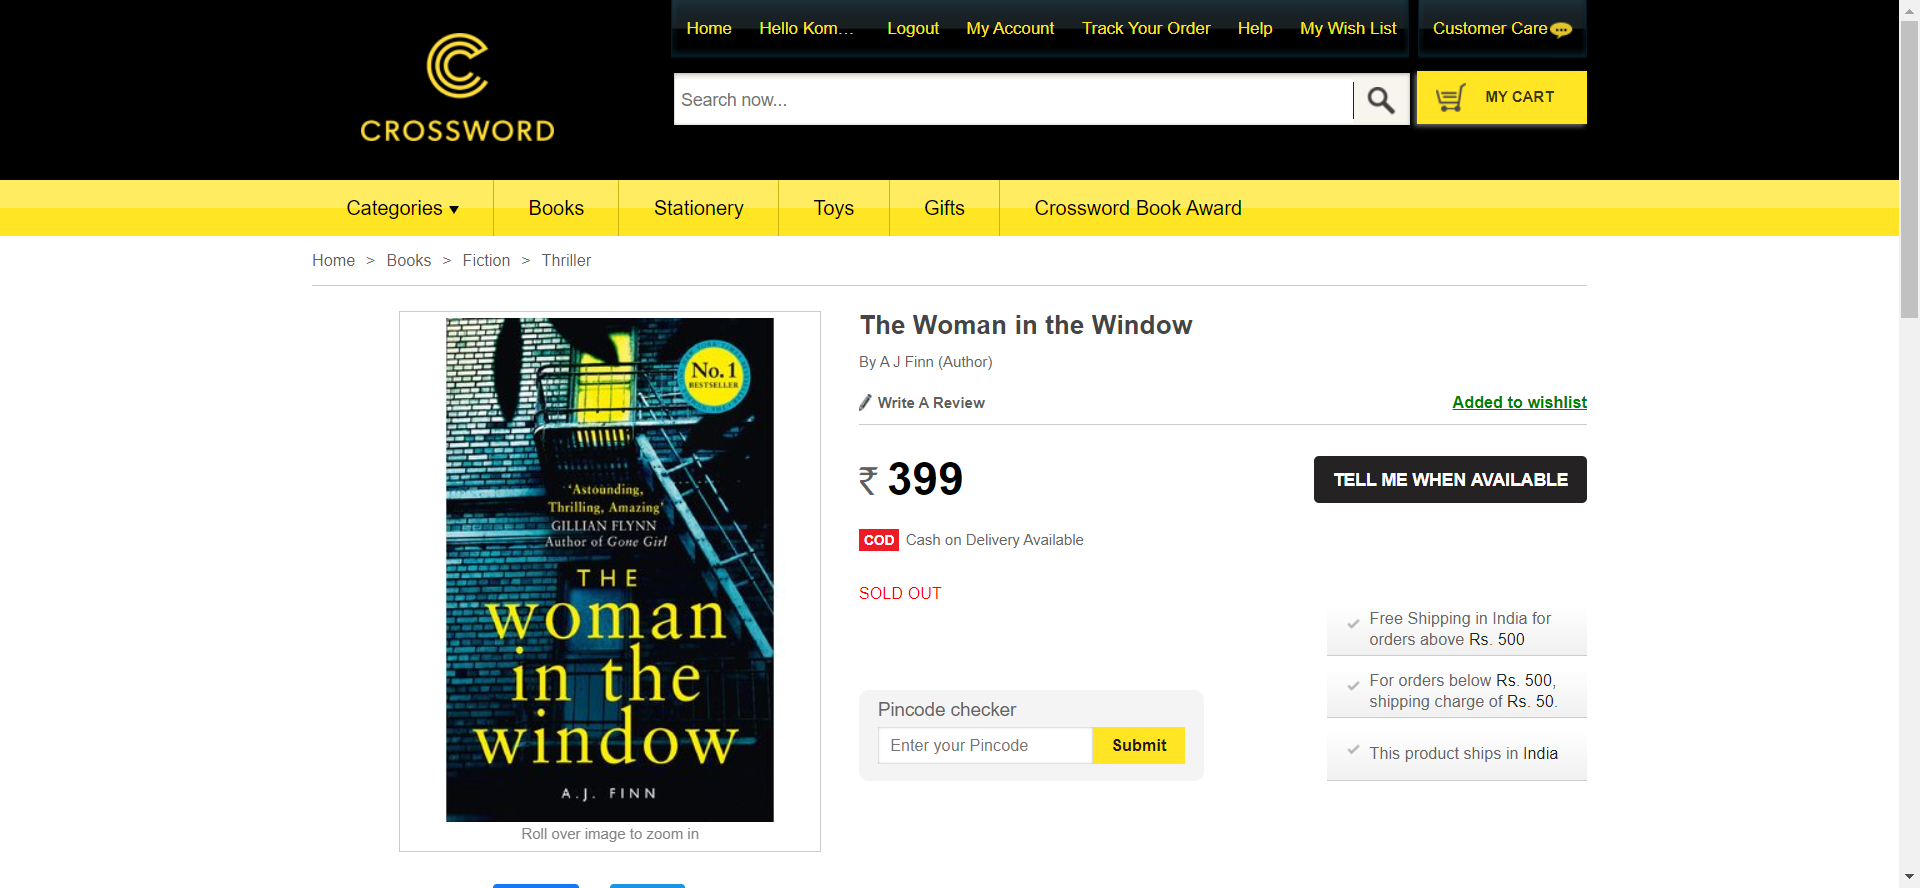 Home Hello Kom... Logout My Account Track Your Order Help My Wish List Customer Care
CROSSWORD
Search now...
MY CART
Categories Books Stationery Toys Gifts Crossword Book Award
Home > Books > Fiction > Thriller
No. 1
BESTSELLER
'Astounding,
Thrilling, Amazing'
GILLIAN FLYNN
Author of Gone Girl
THE
woman
in the
window
A.J. FINN
Roll over image to zoom in
The Woman in the Window
By A J Finn (Author)
Write A Review
Added to wishlist
₹ 399
TELL ME WHEN AVAILABLE
COD Cash on Delivery Available
SOLD OUT
Free Shipping in India for
orders above Rs. 500
For orders below Rs. 500,
shipping charge of Rs. 50.
This product ships in India
Pincode checker
Enter your Pincode Submit